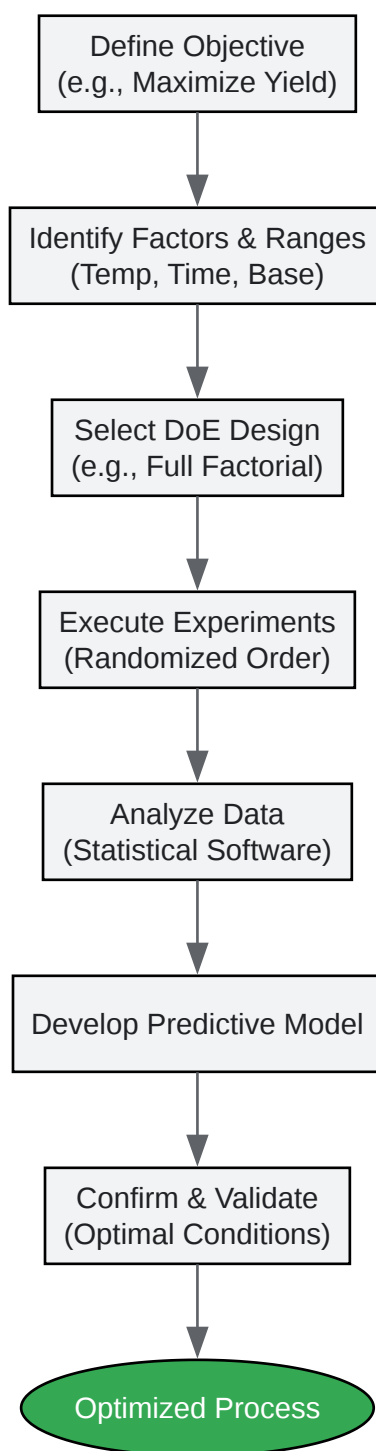 Define Objective
(e.g., Maximize Yield)
Identify Factors & Ranges
(Temp, Time, Base)
Select DoE Design
(e.g., Full Factorial)
Execute Experiments
(Randomized Order)
Analyze Data
(Statistical Software)
Develop Predictive Model
Confirm & Validate
(Optimal Conditions)
Optimized Process